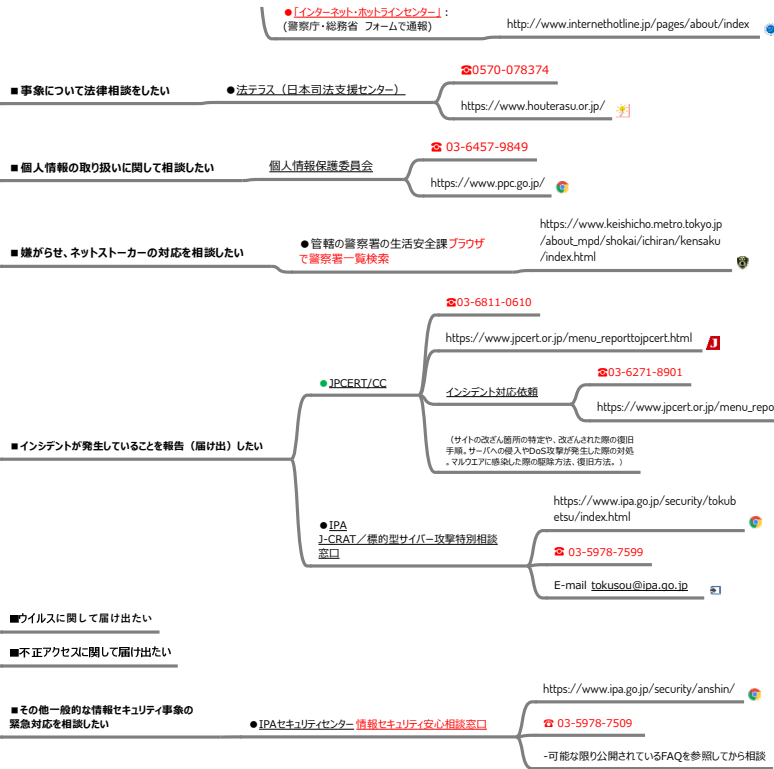 ●「インターネット・ホットラインセンター」:
(警察庁・総務省 フォームで通報)
http://www.internethotline.jp/pages/about/index
■事象について法律相談をしたい
●法テラス（日本司法支援センター）
☎0570-078374
https://www.houterasu.or.jp/
■個人情報の取り扱いに関して相談したい
個人情報保護委員会
☎ 03-6457-9849
https://www.ppc.go.jp/
■嫌がらせ、ネットストーカーの対応を相談したい
●管轄の警察署の生活安全課ブラウザ
で警察署一覧検索
https://www.keishicho.metro.tokyo.jp
/about_mpd/shokai/ichiran/kensaku
/index.html
■インシデントが発生していることを報告（届け出）したい
●JPCERT/CC
☎03-6811-0610
https://www.jpcert.or.jp/menu_reporttojpcert.html
インシデント対応依頼
☎03-6271-8901
https://www.jpcert.or.jp/menu_repo
（サイトの改ざん箇所の特定や、改ざんされた際の復旧
手順。サーバへの侵入やDoS攻撃が発生した際の対処
。マルウエアに感染した際の駆除方法、復旧方法。）
●IPA
J-CRAT／標的型サイバー攻撃特別相談
窓口
https://www.ipa.go.jp/security/tokub
etsu/index.html
☎ 03-5978-7599
E-mail tokusou@ipa.go.jp
■ウイルスに関して届け出たい
■不正アクセスに関して届け出たい
■その他一般的な情報セキュリティ事象の
緊急対応を相談したい
●IPAセキュリティセンター 情報セキュリティ安心相談窓口
https://www.ipa.go.jp/security/anshin/
☎ 03-5978-7509
-可能な限り公開されているFAQを参照してから相談